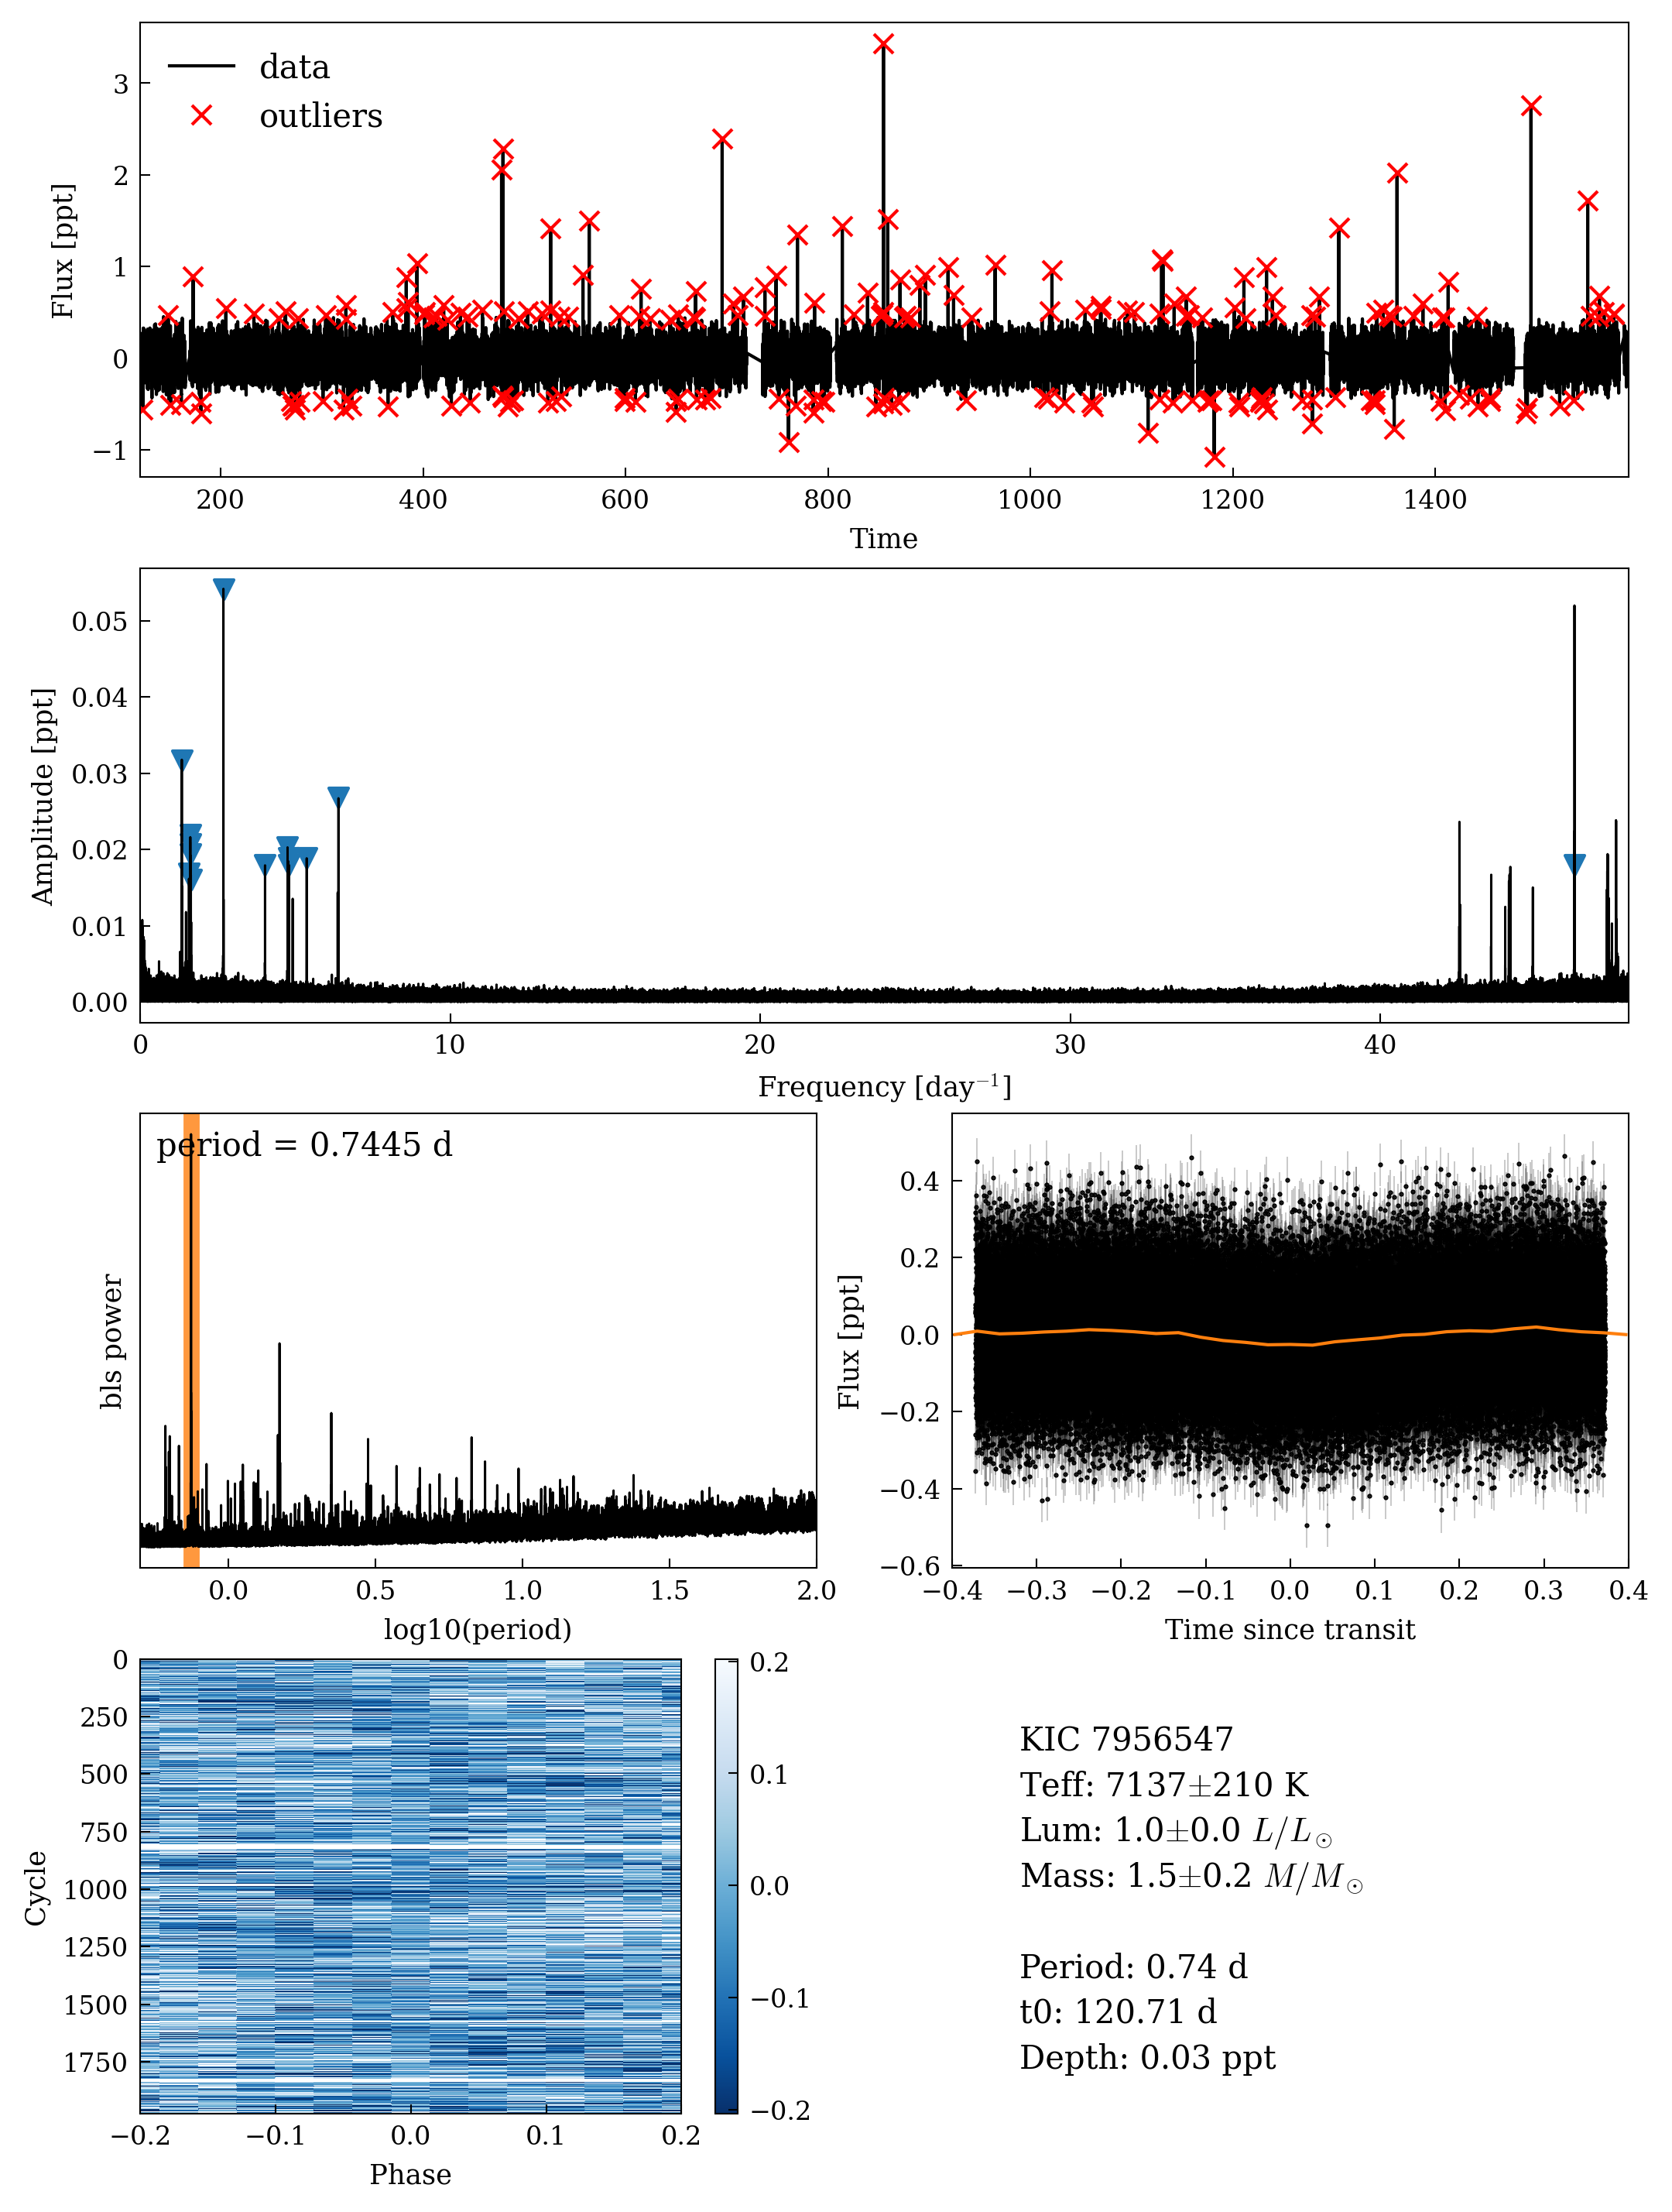 data
outliers
Flux [ppt]
3
2
1
0
−1
200 400 600 800 1000 1200 1400
Time
Amplitude [ppt]
0.05
0.04
0.03
0.02
0.01
0.00
0 10 20 30 40
Frequency [day⁻¹]
period = 0.7445 d
bls power
0.0 0.5 1.0 1.5 2.0
log10(period)
Flux [ppt]
0.4
0.2
0.0
−0.2
−0.4
−0.6
−0.4 −0.3 −0.2 −0.1 0.0 0.1 0.2 0.3 0.4
Time since transit
Cycle
0
250
500
750
1000
1250
1500
1750
−0.2 −0.1 0.0 0.1 0.2
Phase
0.2
0.1
0.0
−0.1
−0.2
KIC 7956547
Teff: 7137±210 K
Lum: 1.0±0.0 L/L⊙
Mass: 1.5±0.2 M/M⊙
Period: 0.74 d
t0: 120.71 d
Depth: 0.03 ppt